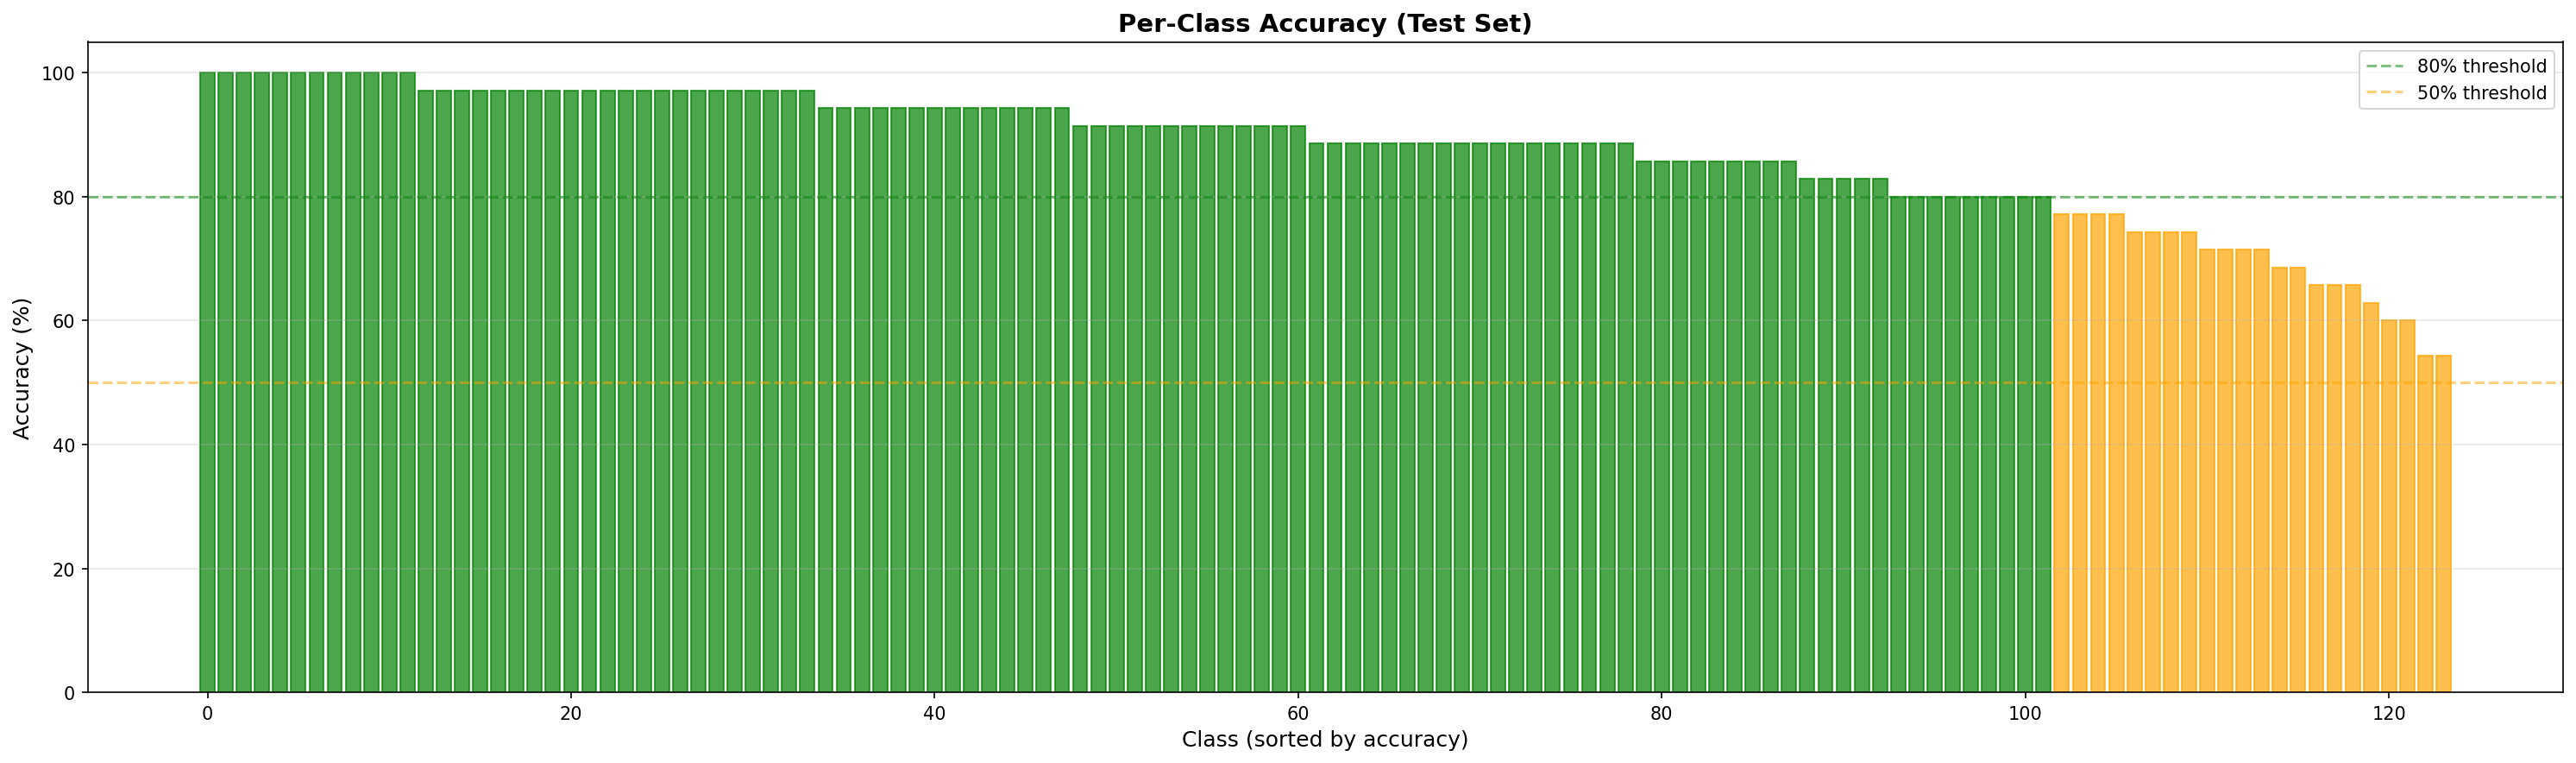 Per-Class Accuracy (Test Set)
80% threshold
50% threshold
Accuracy (%)
100
80
60
40
20
0
0 20 40 60 80 100 120
Class (sorted by accuracy)